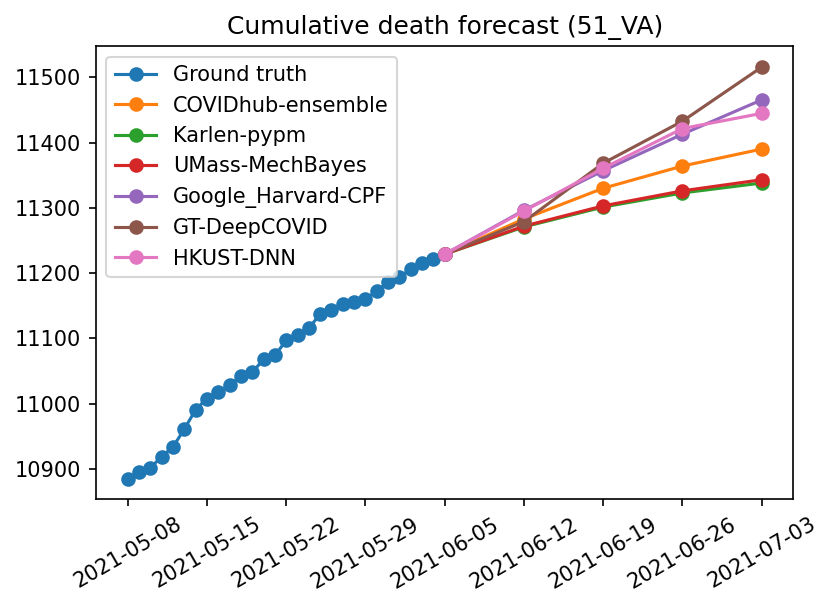 Cumulative death forecast (51_VA)
11500
11400
11300
11200
11100
11000
10900
Ground truth
COVIDhub-ensemble
Karlen-pypm
UMass-MechBayes
Google_Harvard-CPF
GT-DeepCOVID
HKUST-DNN
2021-05-08
2021-05-15
2021-05-22
2021-05-29
2021-06-05
2021-06-12
2021-06-19
2021-06-26
2021-07-03